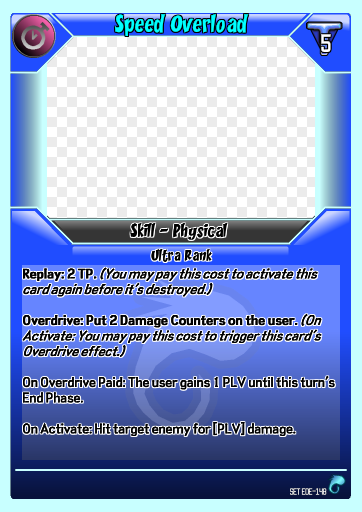 Speed Overload
5
Skill - Physical
Ultra Rank
Replay: 2 TP. (You may pay this cost to activate this
card again before it's destroyed.)
Overdrive: Put 2 Damage Counters on the user. (On
Activate: You may pay this cost to trigger this card's
Overdrive effect.)
On Overdrive Paid: The user gains 1 PLV until this turn's
End Phase.
On Activate: Hit target enemy for [PLV] damage.
SET EOE-148